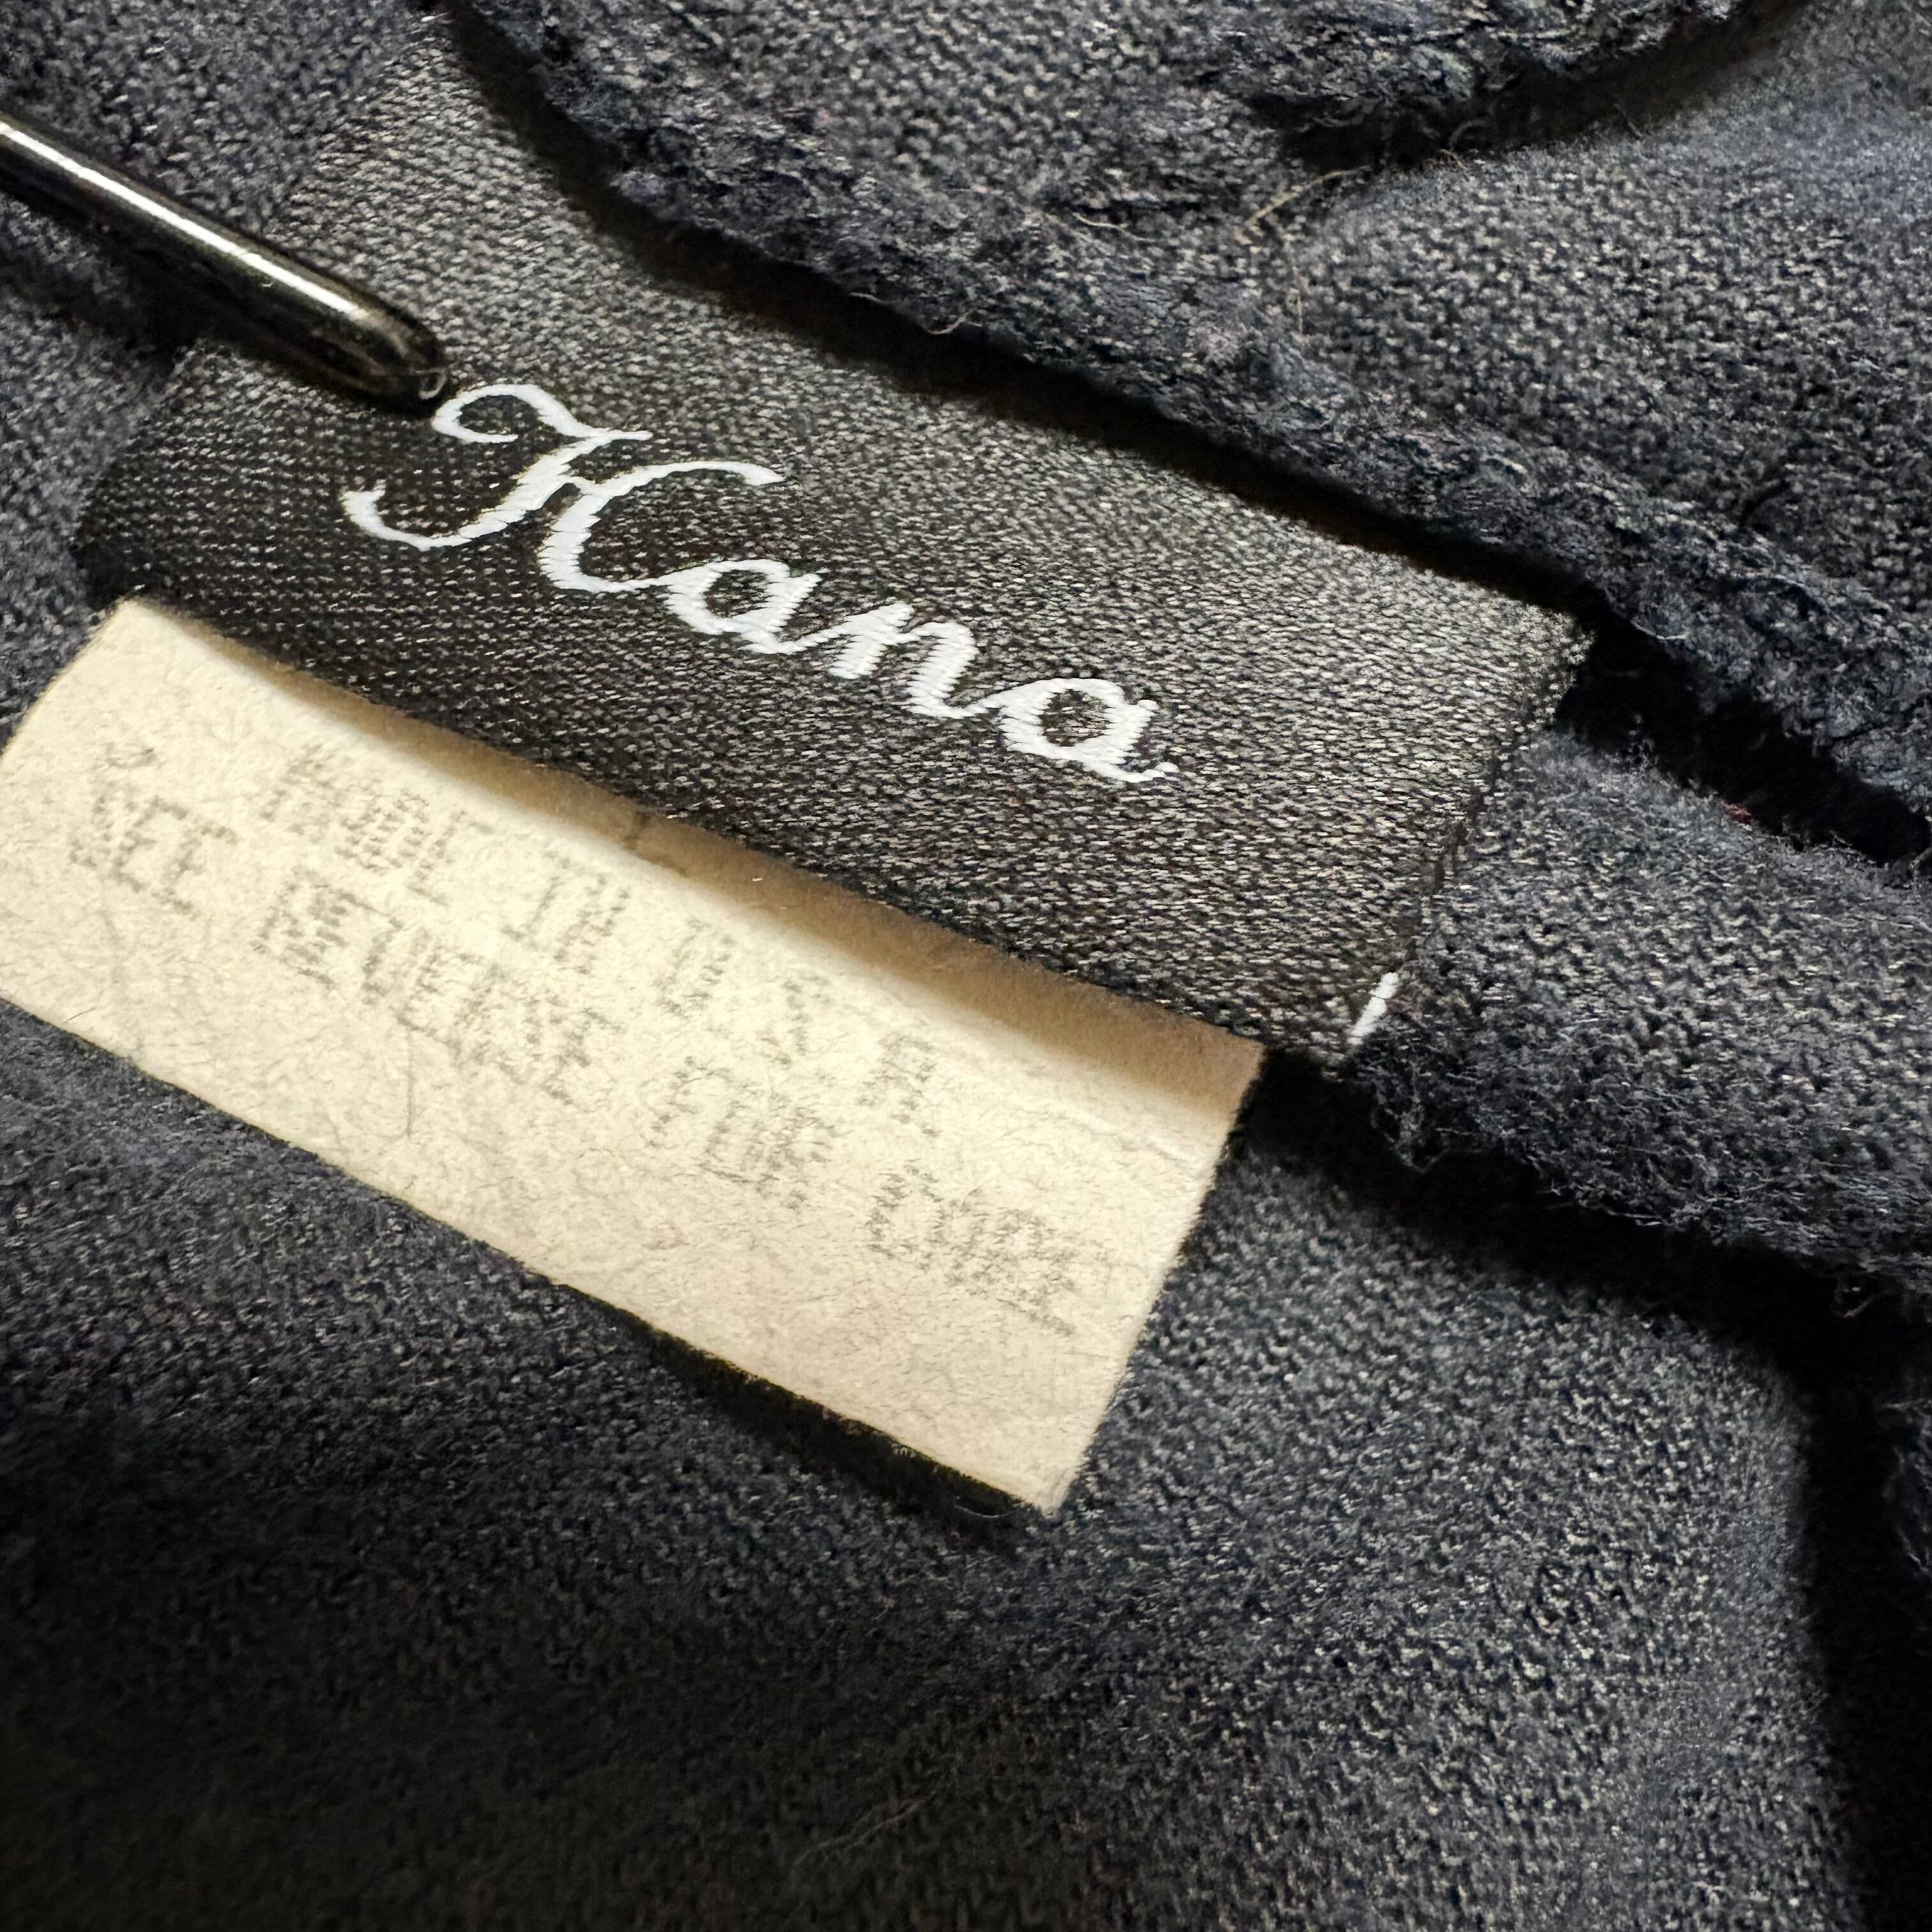 Hana
MADE IN U.S.A.
SEE REVERSE FOR CARE